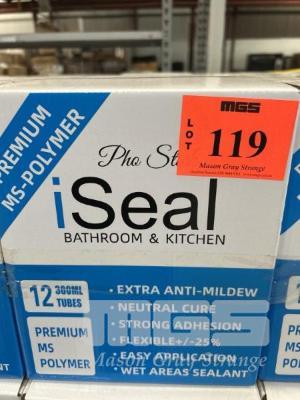 PREMIUM
MS-POLYMER
MGS
LOT
119
Mason Gray Strange
Pho St
iSeal
BATHROOM & KITCHEN
12 300ML
TUBES
PREMIUM
MS
POLYMER
• EXTRA ANTI-MILDEW
• NEUTRAL CURE
• STRONG ADHESION
• FLEXIBLE+/-25%
• EASY APPLICATION
• WET AREAS SEALANT
MGS
Mason Gray Strange
ANT